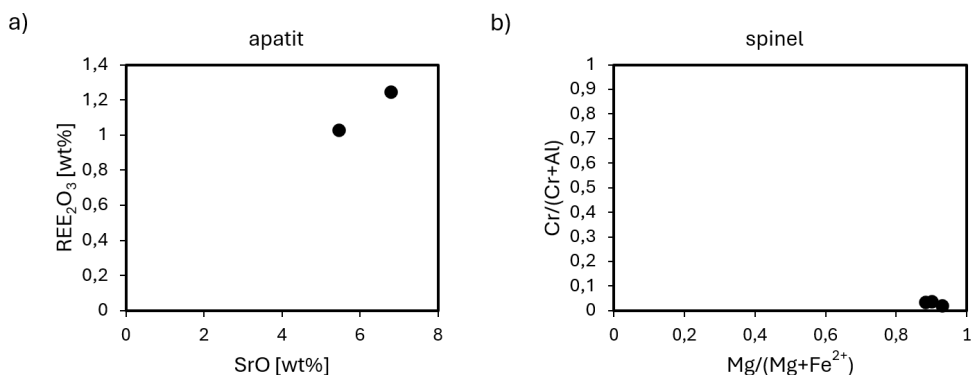 a)
apatit
1,4
1,2
1
0,8
0,6
0,4
0,2
0
REE₂O₃ [wt%]
0 2 4 6 8
SrO [wt%]
b)
spinel
1
0,9
0,8
0,7
0,6
0,5
0,4
0,3
0,2
0,1
0
Cr/(Cr+Al)
0 0,2 0,4 0,6 0,8 1
Mg/(Mg+Fe²⁺)